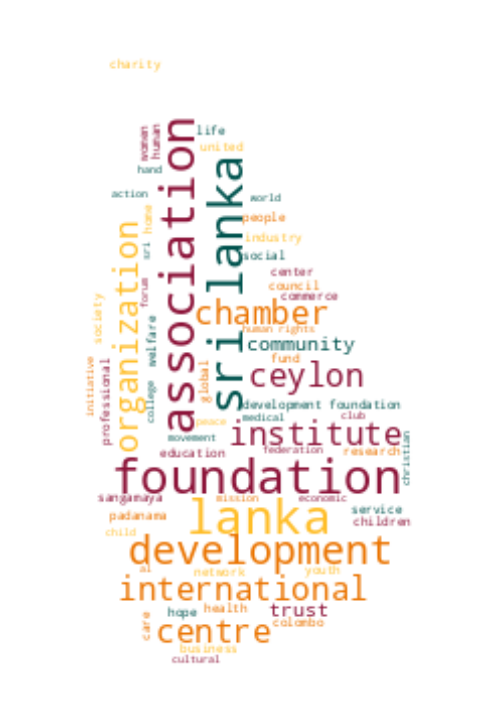 charity
women
human
association
life
united
sri lanka
hand
action
world
home
people
organization
sri
industry
social
center
forum
council
commerce
society
chamber
human rights
welfare
community
initiative
professional
college
global
fund
ceylon
development foundation
peace
medical
club
institute
movement
christian
education
federation
research
foundation
sangamaya
mission
economic
lanka
service
padanama
children
child
development
al
network
youth
international
hope
health
trust
care
centre
colombo
business
cultural